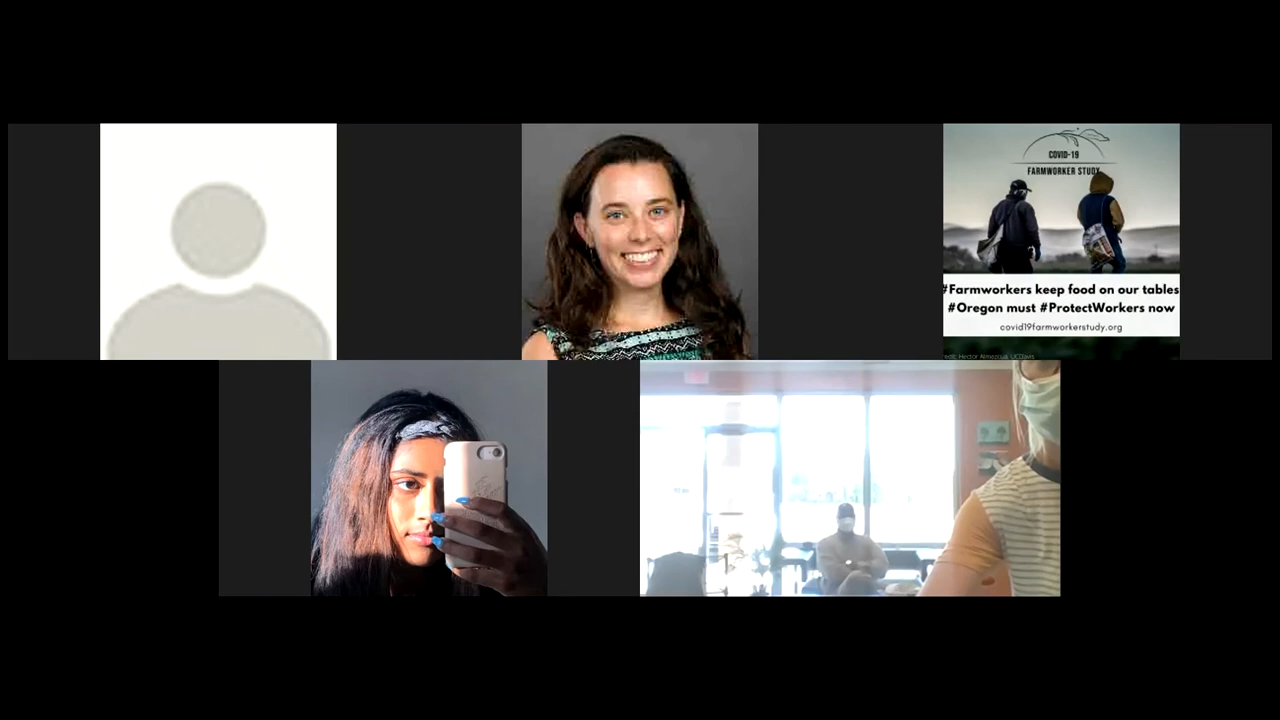 COVID-19
FARMWORKER STUDY
#Farmworkers keep food on our tables
#Oregon must #ProtectWorkers now
covid19farmworkerstudy.org